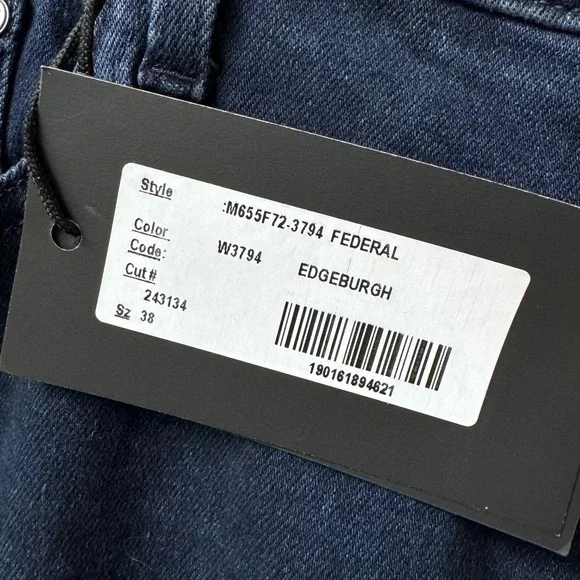 Style :M655F72-3794 FEDERAL
Color
Code: W3794 EDGEBURGH
Cut#
243134
Sz 38
190161894621